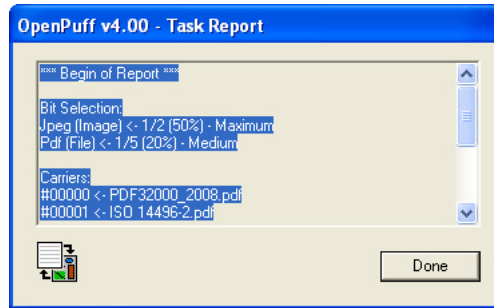 OpenPuff v4.00 - Task Report
*** Begin of Report ***
Bit Selection:
Jpeg (Image) <- 1/2 (50%) - Maximum
Pdf (File) <- 1/5 (20%) - Medium
Carriers:
#00000 <- PDF32000_2008.pdf
#00001 <- ISO 14496-2.pdf
Done